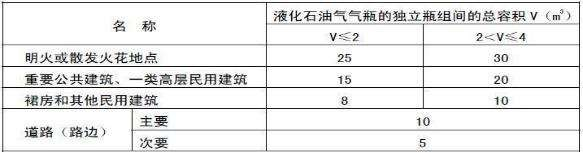 名 称 液化石油气气瓶的独立瓶组间的总容积 V（m³）
V≤2 2<V≤4
明火或散发火花地点 25 30
重要公共建筑、一类高层民用建筑 15 20
裙房和其他民用建筑 8 10
道路（路边） 主要 10
次要 5